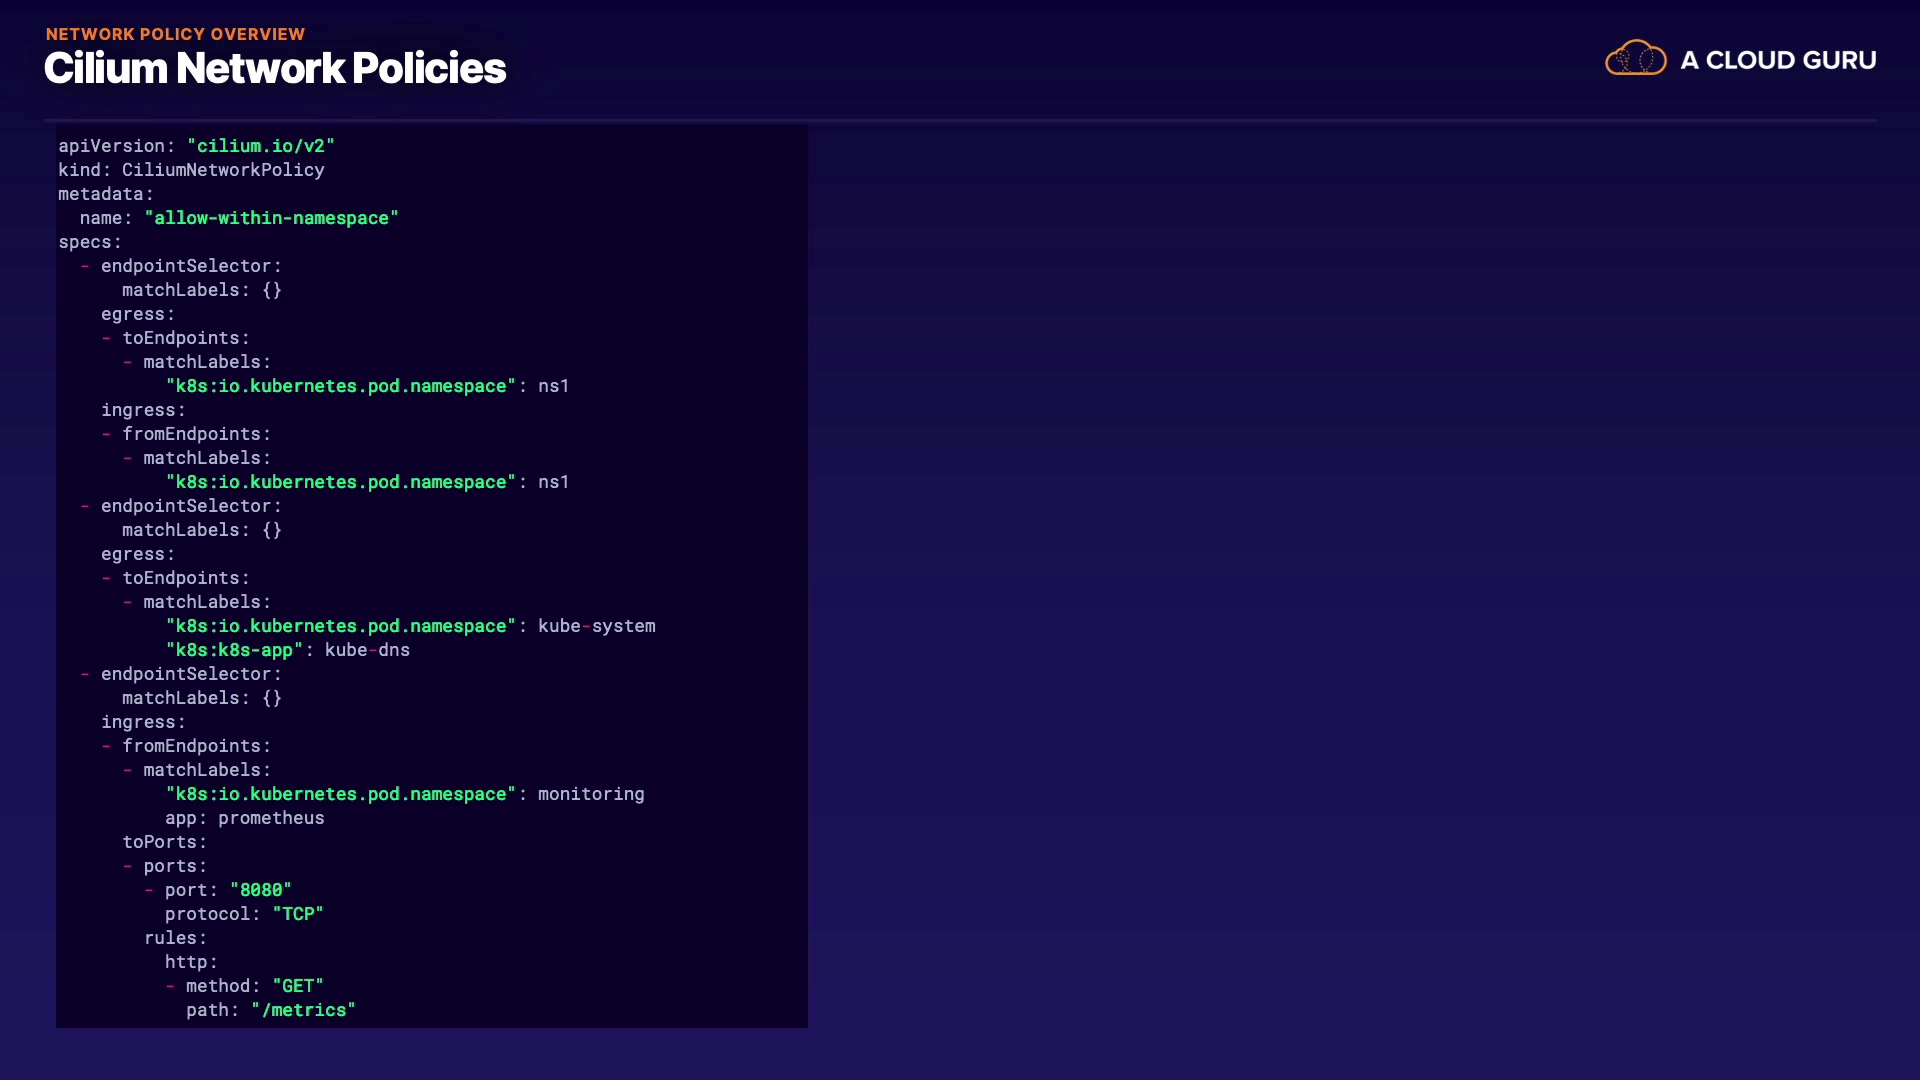 NETWORK POLICY OVERVIEW
Cilium Network Policies
A CLOUD GURU
apiVersion: "cilium.io/v2"
kind: CiliumNetworkPolicy
metadata:
  name: "allow-within-namespace"
specs:
  - endpointSelector:
      matchLabels: {}
    egress:
    - toEndpoints:
      - matchLabels:
          "k8s:io.kubernetes.pod.namespace": ns1
    ingress:
    - fromEndpoints:
      - matchLabels:
          "k8s:io.kubernetes.pod.namespace": ns1
  - endpointSelector:
      matchLabels: {}
    egress:
    - toEndpoints:
      - matchLabels:
          "k8s:io.kubernetes.pod.namespace": kube-system
          "k8s:k8s-app": kube-dns
  - endpointSelector:
      matchLabels: {}
    ingress:
    - fromEndpoints:
      - matchLabels:
          "k8s:io.kubernetes.pod.namespace": monitoring
          app: prometheus
      toPorts:
      - ports:
        - port: "8080"
          protocol: "TCP"
        rules:
          http:
          - method: "GET"
            path: "/metrics"